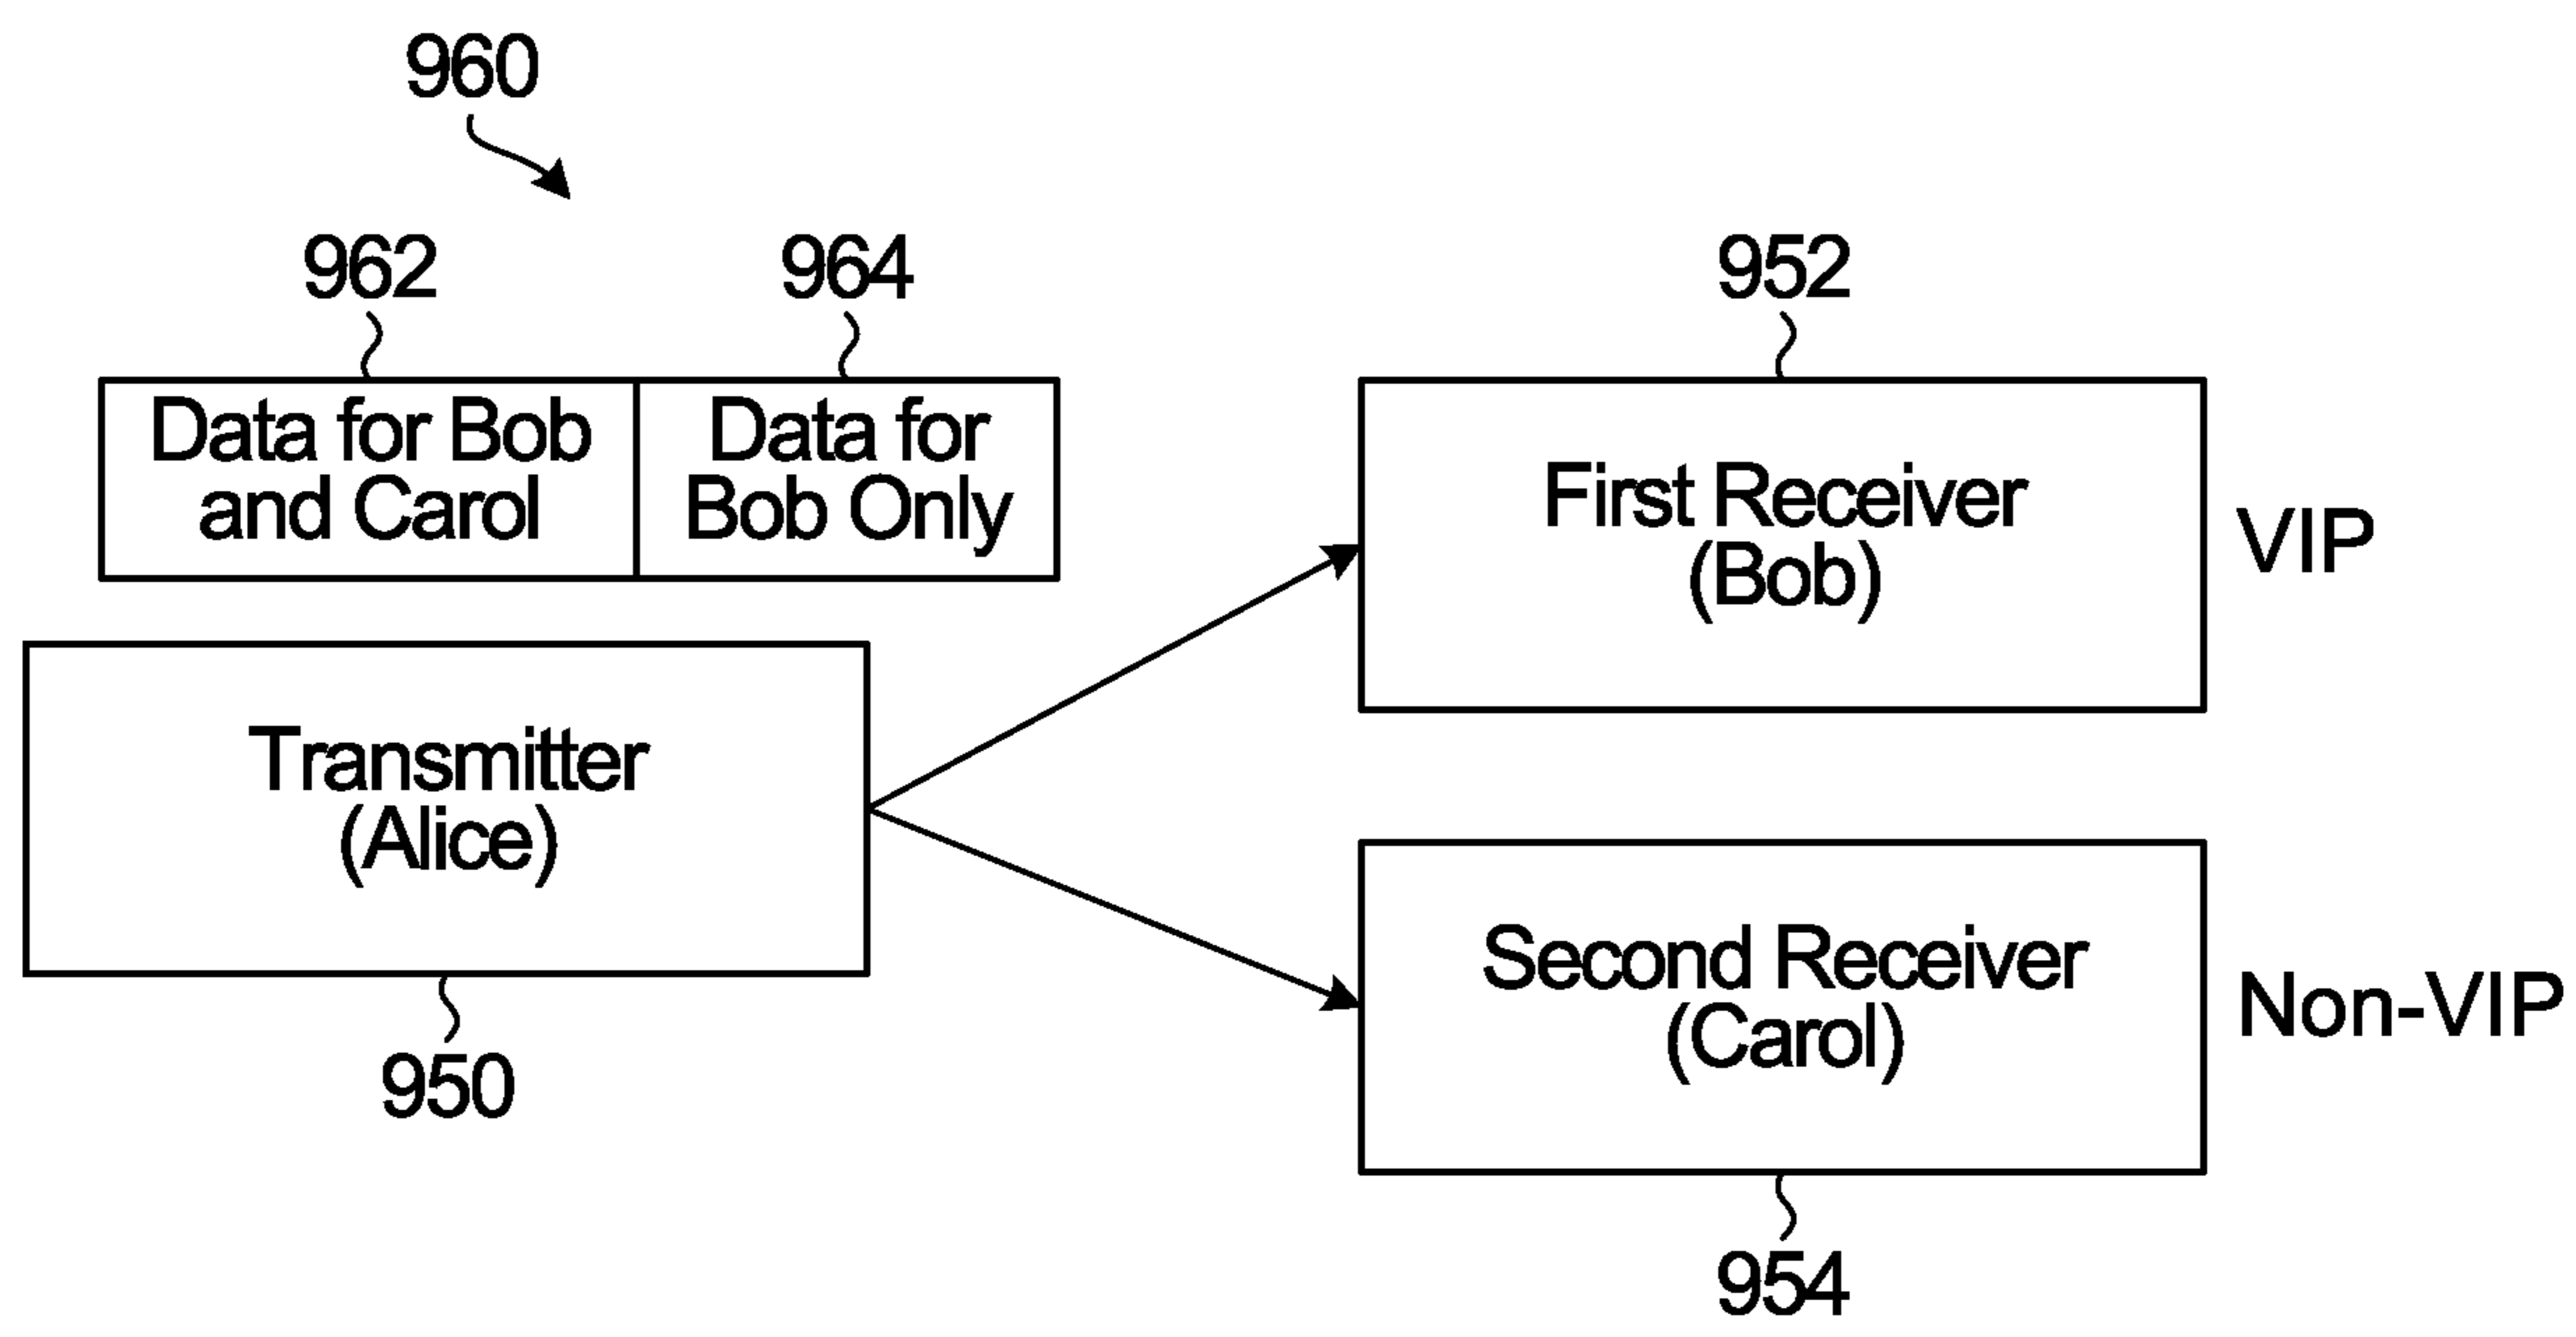 960
962
964
952
Data for Bob
and Carol
Data for
Bob Only
First Receiver
(Bob)
VIP
Transmitter
(Alice)
Second Receiver
(Carol)
Non-VIP
950
954